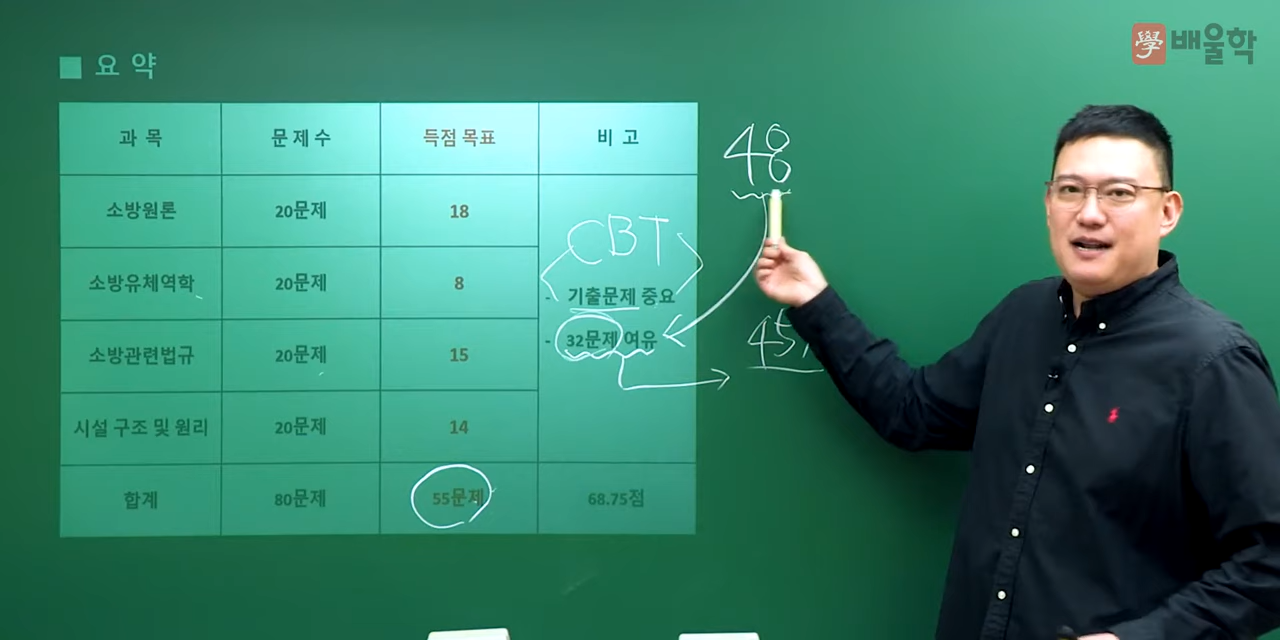 學 배울학
■ 요 약
과 목 문 제 수 득점 목표 비 고
소방원론 20문제 18
소방유체역학 20문제 8
소방관련법규 20문제 15
시설 구조 및 원리 20문제 14
CBT
- 기출문제 중요
- 32문제 여유
합계 80문제 55문제 68.75점
48
45